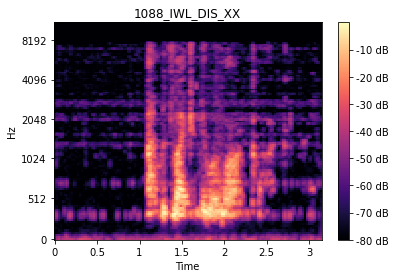 1088_IWL_DIS_XX
8192
4096
2048
1024
512
0
Hz
0
0.5
1
1.5
2
2.5
3
Time
-10 dB
-20 dB
-30 dB
-40 dB
-50 dB
-60 dB
-70 dB
-80 dB